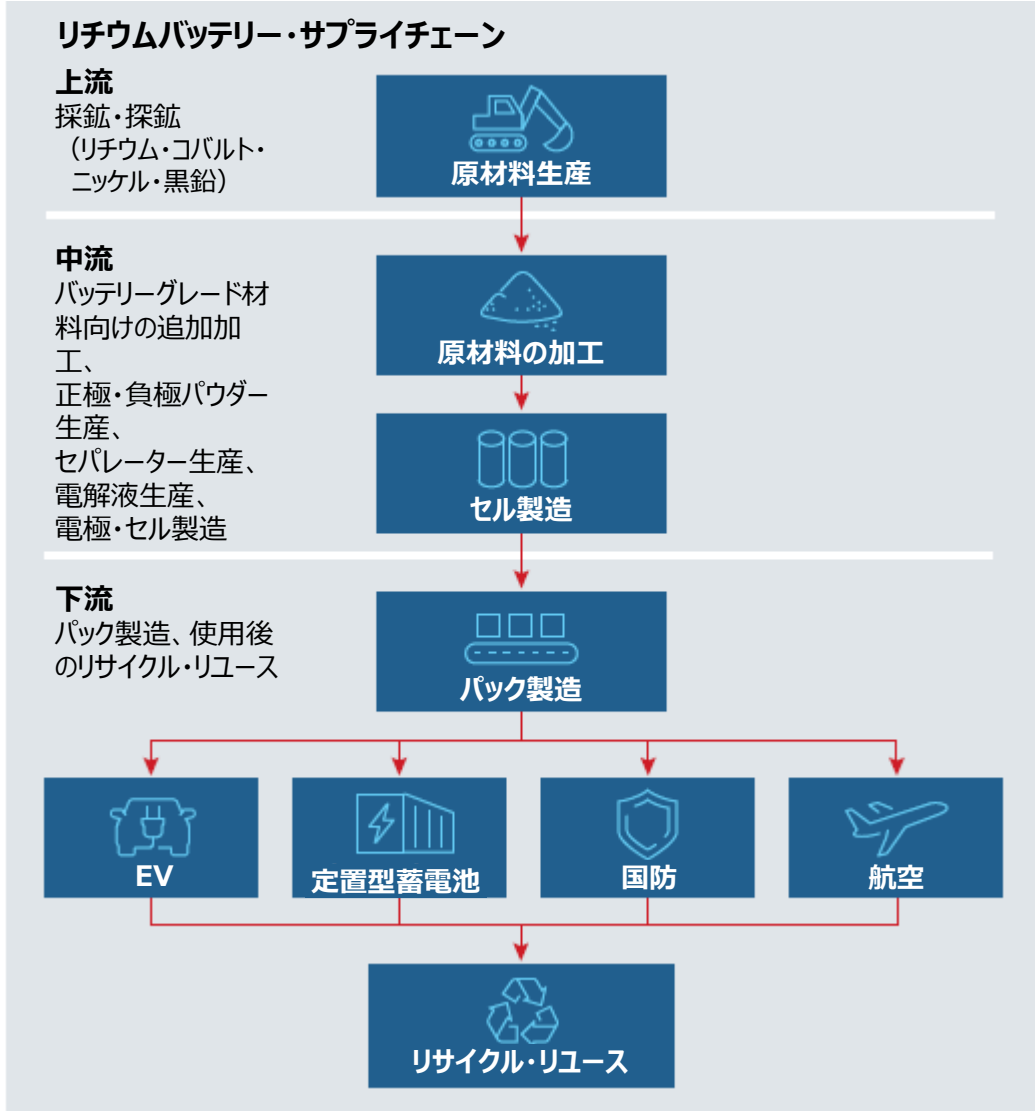 リチウムバッテリー・サプライチェーン
上流
採鉱・探鉱
（リチウム・コバルト・
ニッケル・黒鉛）
原材料生産
中流
バッテリーグレード材
料向けの追加加
工、
正極・負極パウダー
生産、
セパレーター生産、
電解液生産、
電極・セル製造
原材料の加工
セル製造
下流
パック製造、使用後
のリサイクル・リユース
パック製造
EV
定置型蓄電池
国防
航空
リサイクル・リユース